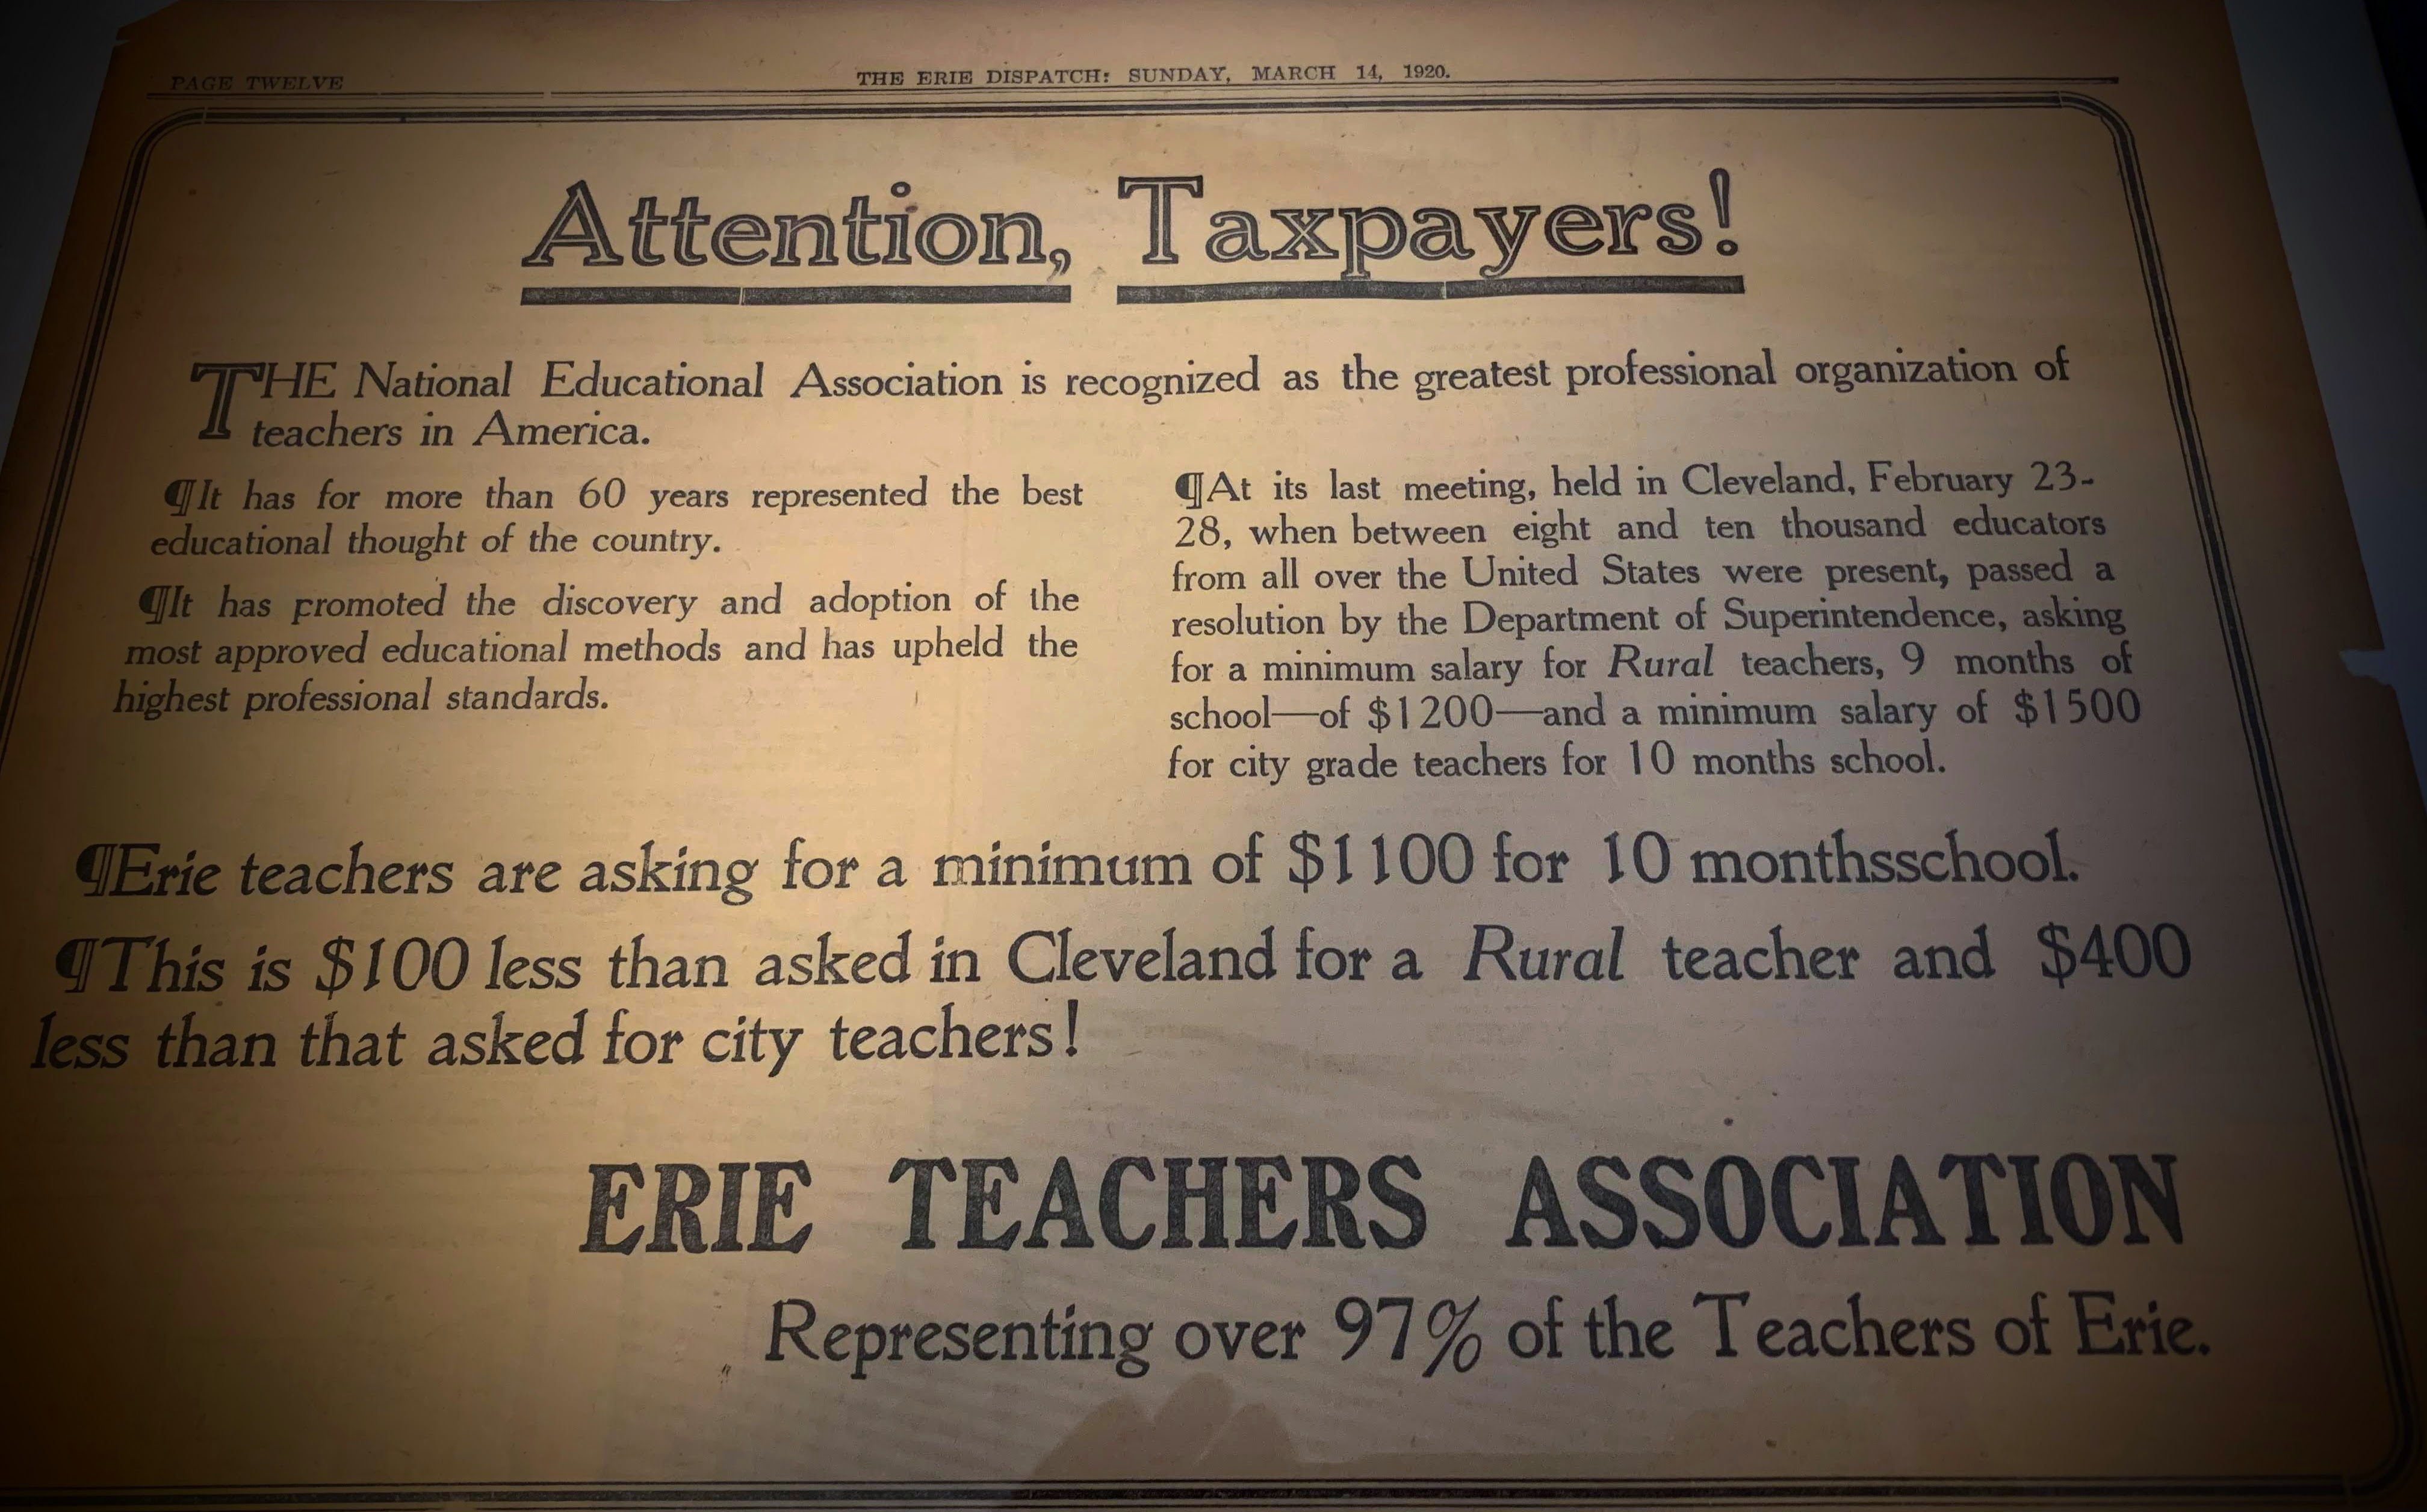 PAGE TWELVE
THE ERIE DISPATCH: SUNDAY, MARCH 14, 1920.
Attention, Taxpayers!
THE National Educational Association is recognized as the greatest professional organization of
teachers in America.
¶It has for more than 60 years represented the best
educational thought of the country.
¶It has promoted the discovery and adoption of the
most approved educational methods and has upheld the
highest professional standards.
¶At its last meeting, held in Cleveland, February 23-
28, when between eight and ten thousand educators
from all over the United States were present, passed a
resolution by the Department of Superintendence, asking
for a minimum salary for Rural teachers, 9 months of
school—of $1200—and a minimum salary of $1500
for city grade teachers for 10 months school.
¶Erie teachers are asking for a minimum of $1100 for 10 monthsschool.
¶This is $100 less than asked in Cleveland for a Rural teacher and $400
less than that asked for city teachers!
ERIE TEACHERS ASSOCIATION
Representing over 97% of the Teachers of Erie.